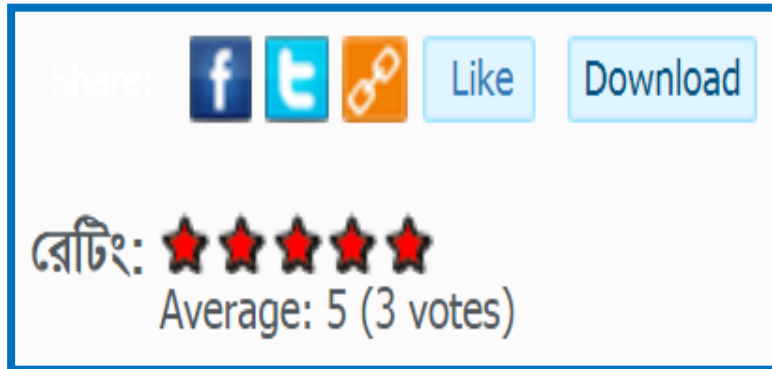 Share: f t Like Download
রেটিং:
Average: 5 (3 votes)